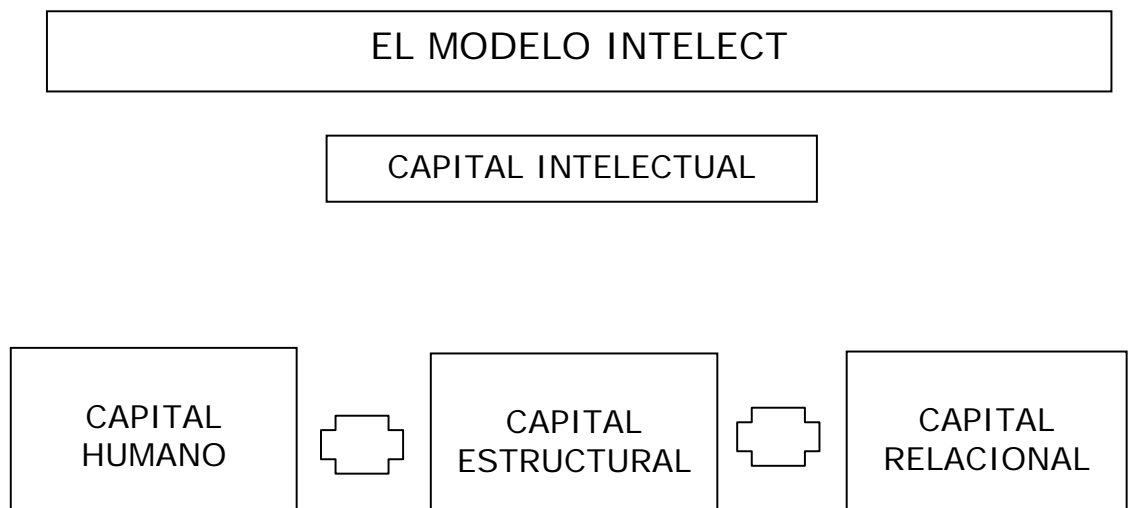 EL MODELO INTELECT
CAPITAL INTELECTUAL
CAPITAL
HUMANO
CAPITAL
ESTRUCTURAL
CAPITAL
RELACIONAL